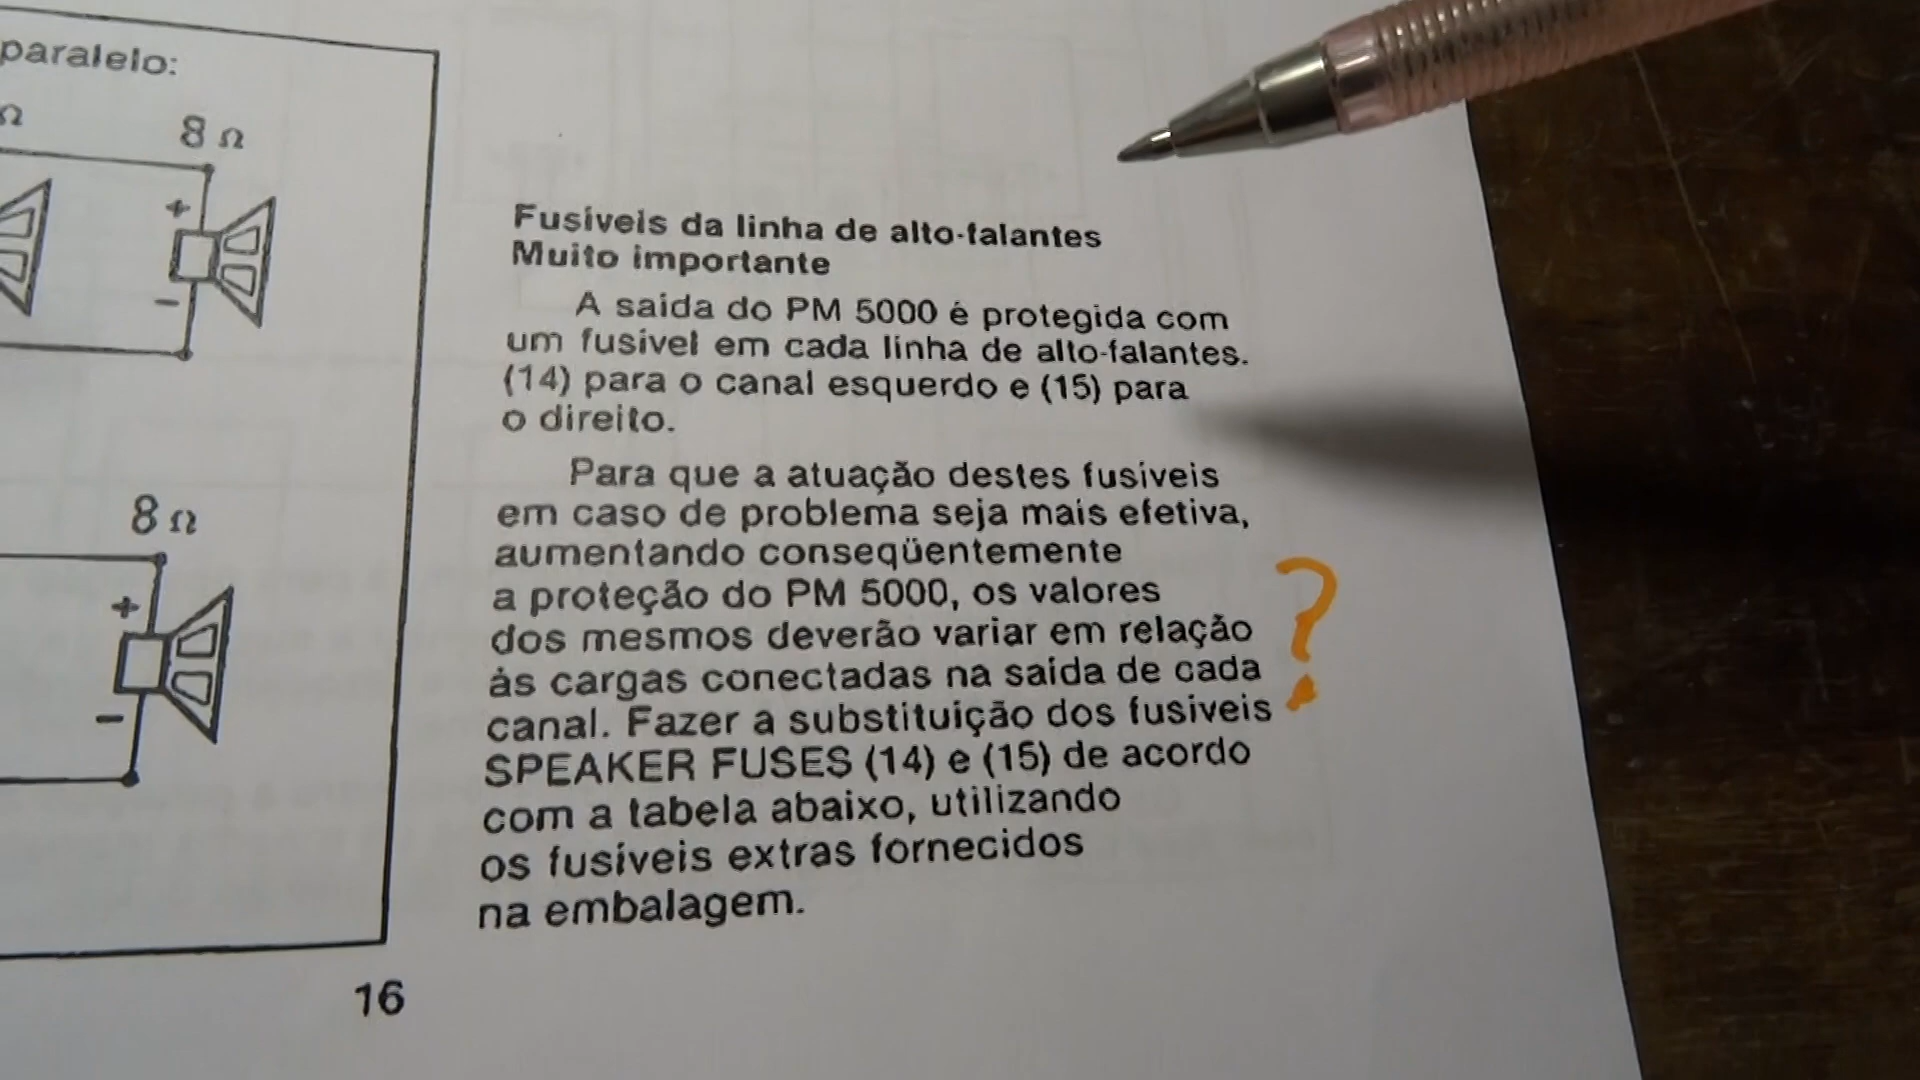 paralelo:
Ω
8 Ω
+
-
8 Ω
+
-
16
Fusíveis da linha de alto-falantes
Muito importante
A saída do PM 5000 é protegida com
um fusível em cada linha de alto-falantes.
(14) para o canal esquerdo e (15) para
o direito.
Para que a atuação destes fusíveis
em caso de problema seja mais efetiva,
aumentando conseqüentemente
a proteção do PM 5000, os valores
dos mesmos deverão variar em relação
às cargas conectadas na saída de cada
canal. Fazer a substituição dos fusíveis
SPEAKER FUSES (14) e (15) de acordo
com a tabela abaixo, utilizando
os fusíveis extras fornecidos
na embalagem.
?